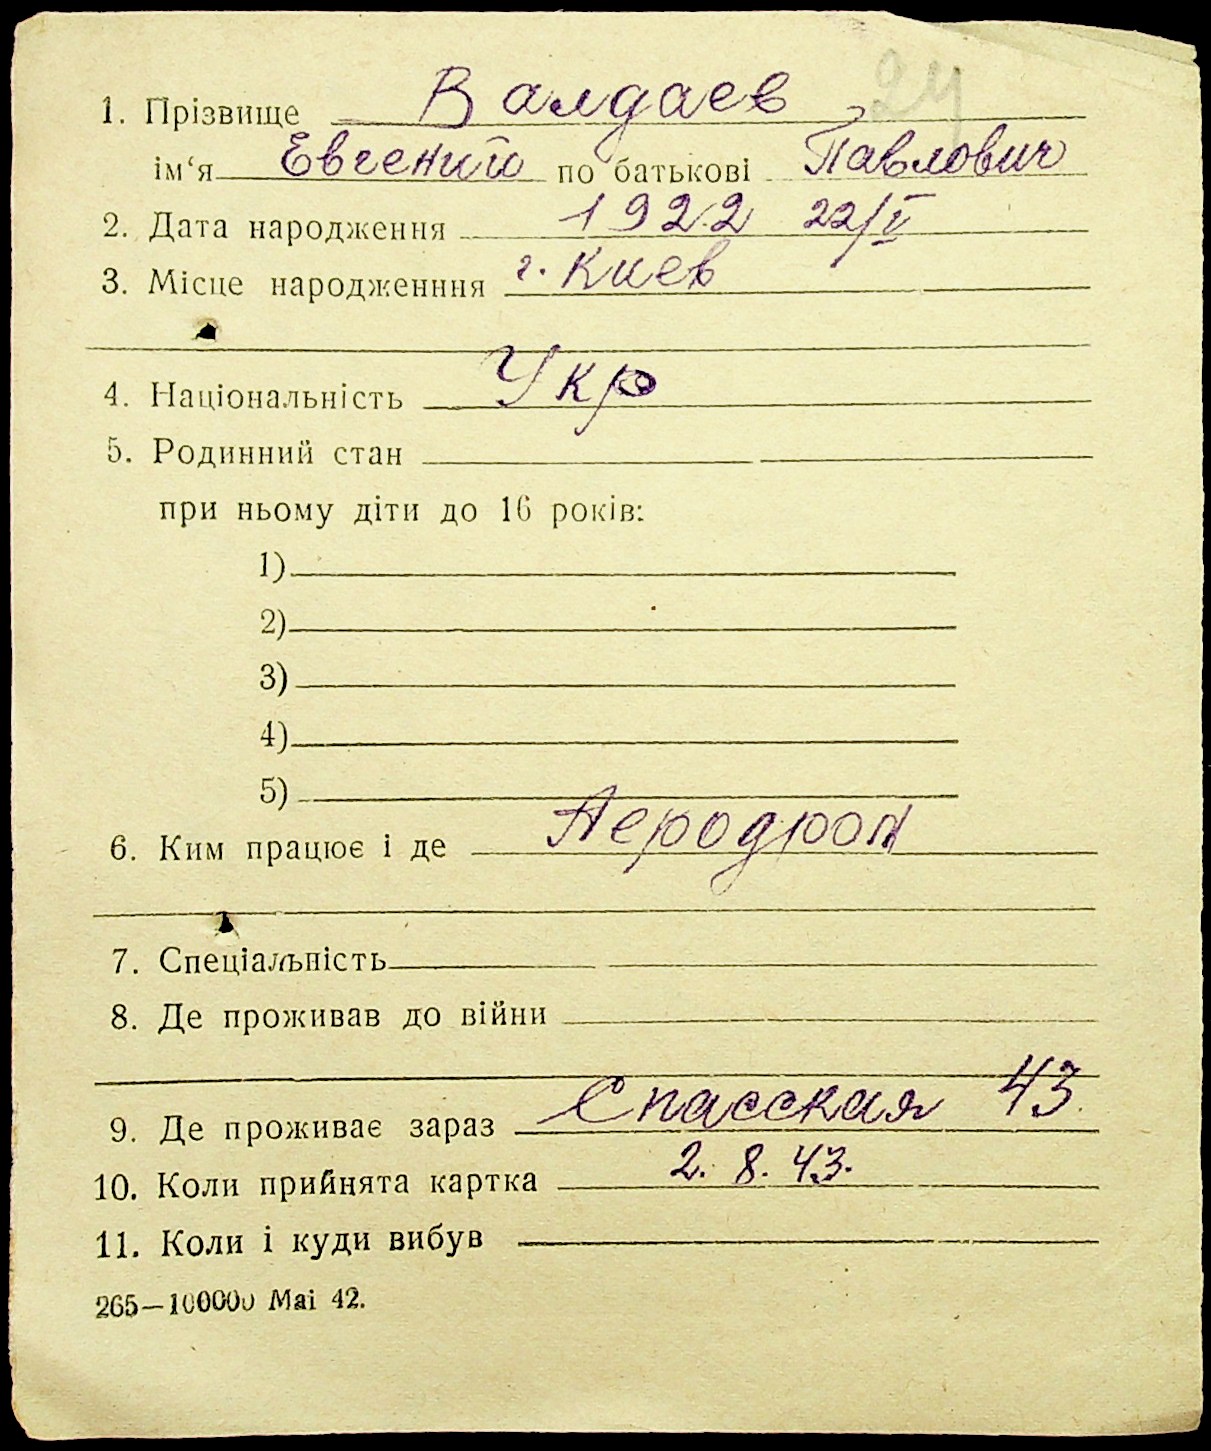 24
1. Прізвище Валдаев
ім‘я Евгений по батькові Павлович
2. Дата народження 1922 22/V
3. Місце народженння г. Киев
4. Національність Укр
5. Родинний стан
при ньому діти до 16 років:
1)
2)
3)
4)
5)
6. Ким працює і де Аеродром
7. Спеціальність
8. Де проживав до війни
9. Де проживає зараз Спасская 43.
10. Коли прийнята картка 2. 8. 43.
11. Коли і куди вибув
265—100000 Mai 42.